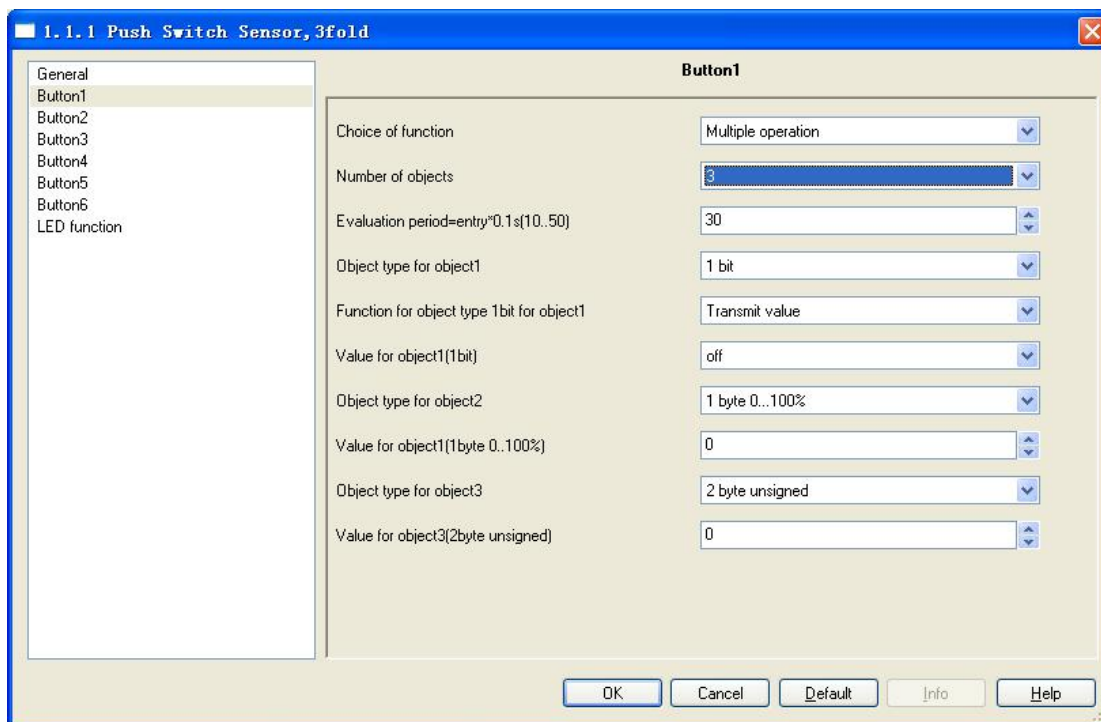 1.1.1 Push Switch Sensor,3fold
General
Button1
Button2
Button3
Button4
Button5
Button6
LED function
Button1
Choice of function Multiple operation
Number of objects 3
Evaluation period=entry*0.1s(10..50) 30
Object type for object1 1 bit
Function for object type 1bit for object1 Transmit value
Value for object1(1bit) off
Object type for object2 1 byte 0...100%
Value for object1(1byte 0..100%) 0
Object type for object3 2 byte unsigned
Value for object3(2byte unsigned) 0
OK Cancel Default Info Help